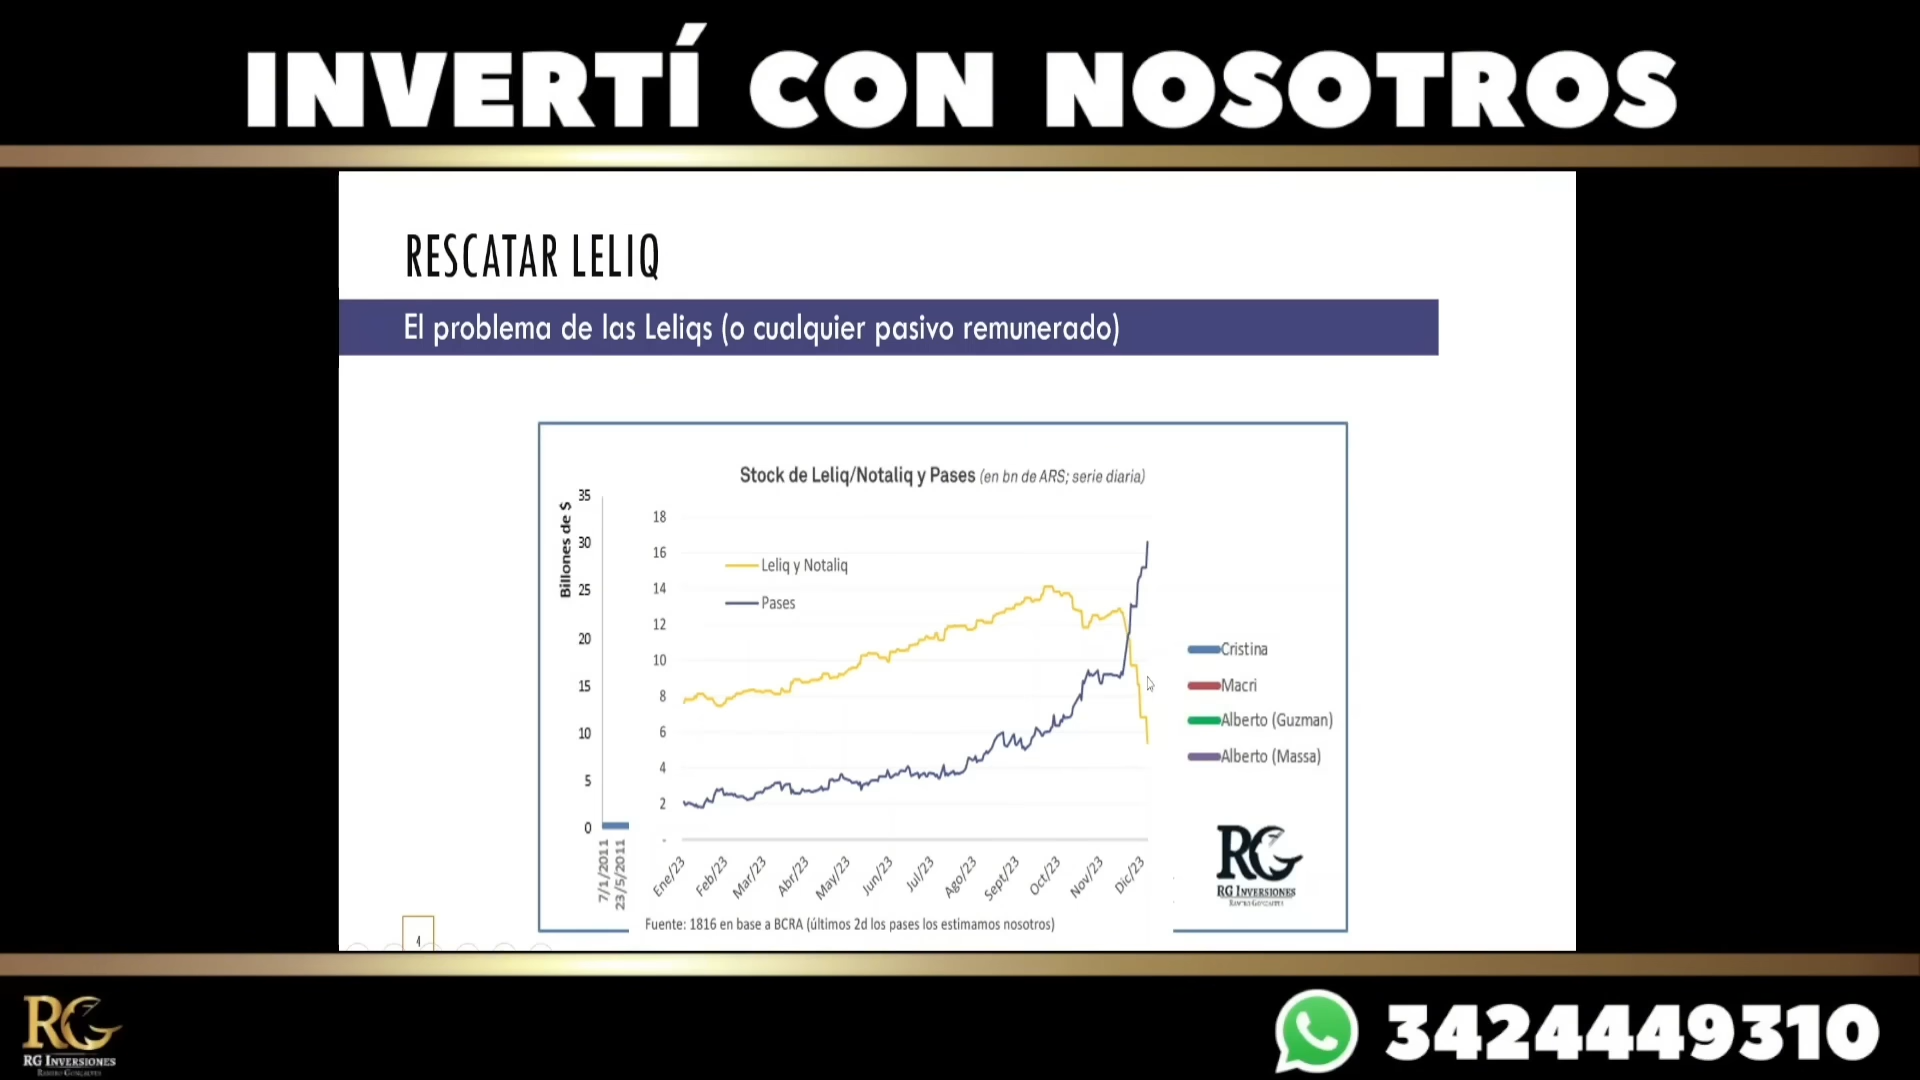 INVERTÍ CON NOSOTROS
RESCATAR LELIQ
El problema de las Leliqs (o cualquier pasivo remunerado)
Stock de Leliq/Notaliq y Pases (en bn de ARS; serie diaria)
Billones de $
35
30
25
20
15
10
5
0
7/1/2011
23/5/2011
18
16
14
12
10
8
6
4
2
-
Leliq y Notaliq
Pases
Ene/23
Feb/23
Mar/23
Abr/23
May/23
Jun/23
Jul/23
Ago/23
Sept/23
Oct/23
Nov/23
Dic/23
Cristina
Macri
Alberto (Guzman)
Alberto (Massa)
RG
RG INVERSIONES
Fuente: 1816 en base a BCRA (últimos 2d los pases los estimamos nosotros)
4
RG
RG INVERSIONES
3424449310